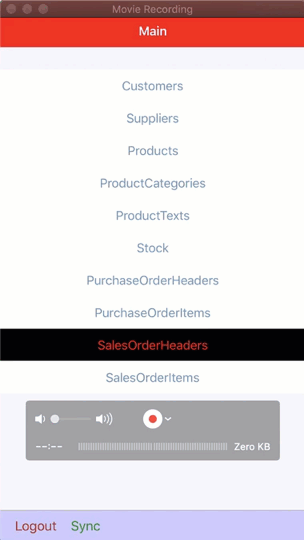 Movie Recording
Main
Customers
Suppliers
Products
ProductCategories
ProductTexts
Stock
PurchaseOrderHeaders
PurchaseOrderItems
SalesOrderHeaders
SalesOrderItems
--:-- Zero KB
Logout Sync